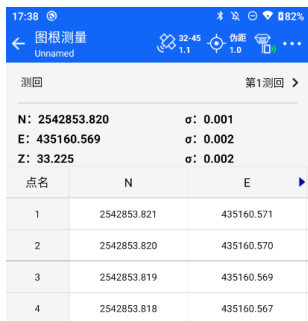 17:38 82%
图根测量 32-45 伪距
Unnamed 1.1 1.0
测回 第1测回
N: 2542853.820 σ: 0.001
E: 435160.569 σ: 0.002
Z: 33.225 σ: 0.002
点名 N E
1 2542853.821 435160.571
2 2542853.820 435160.570
3 2542853.819 435160.569
4 2542853.818 435160.567